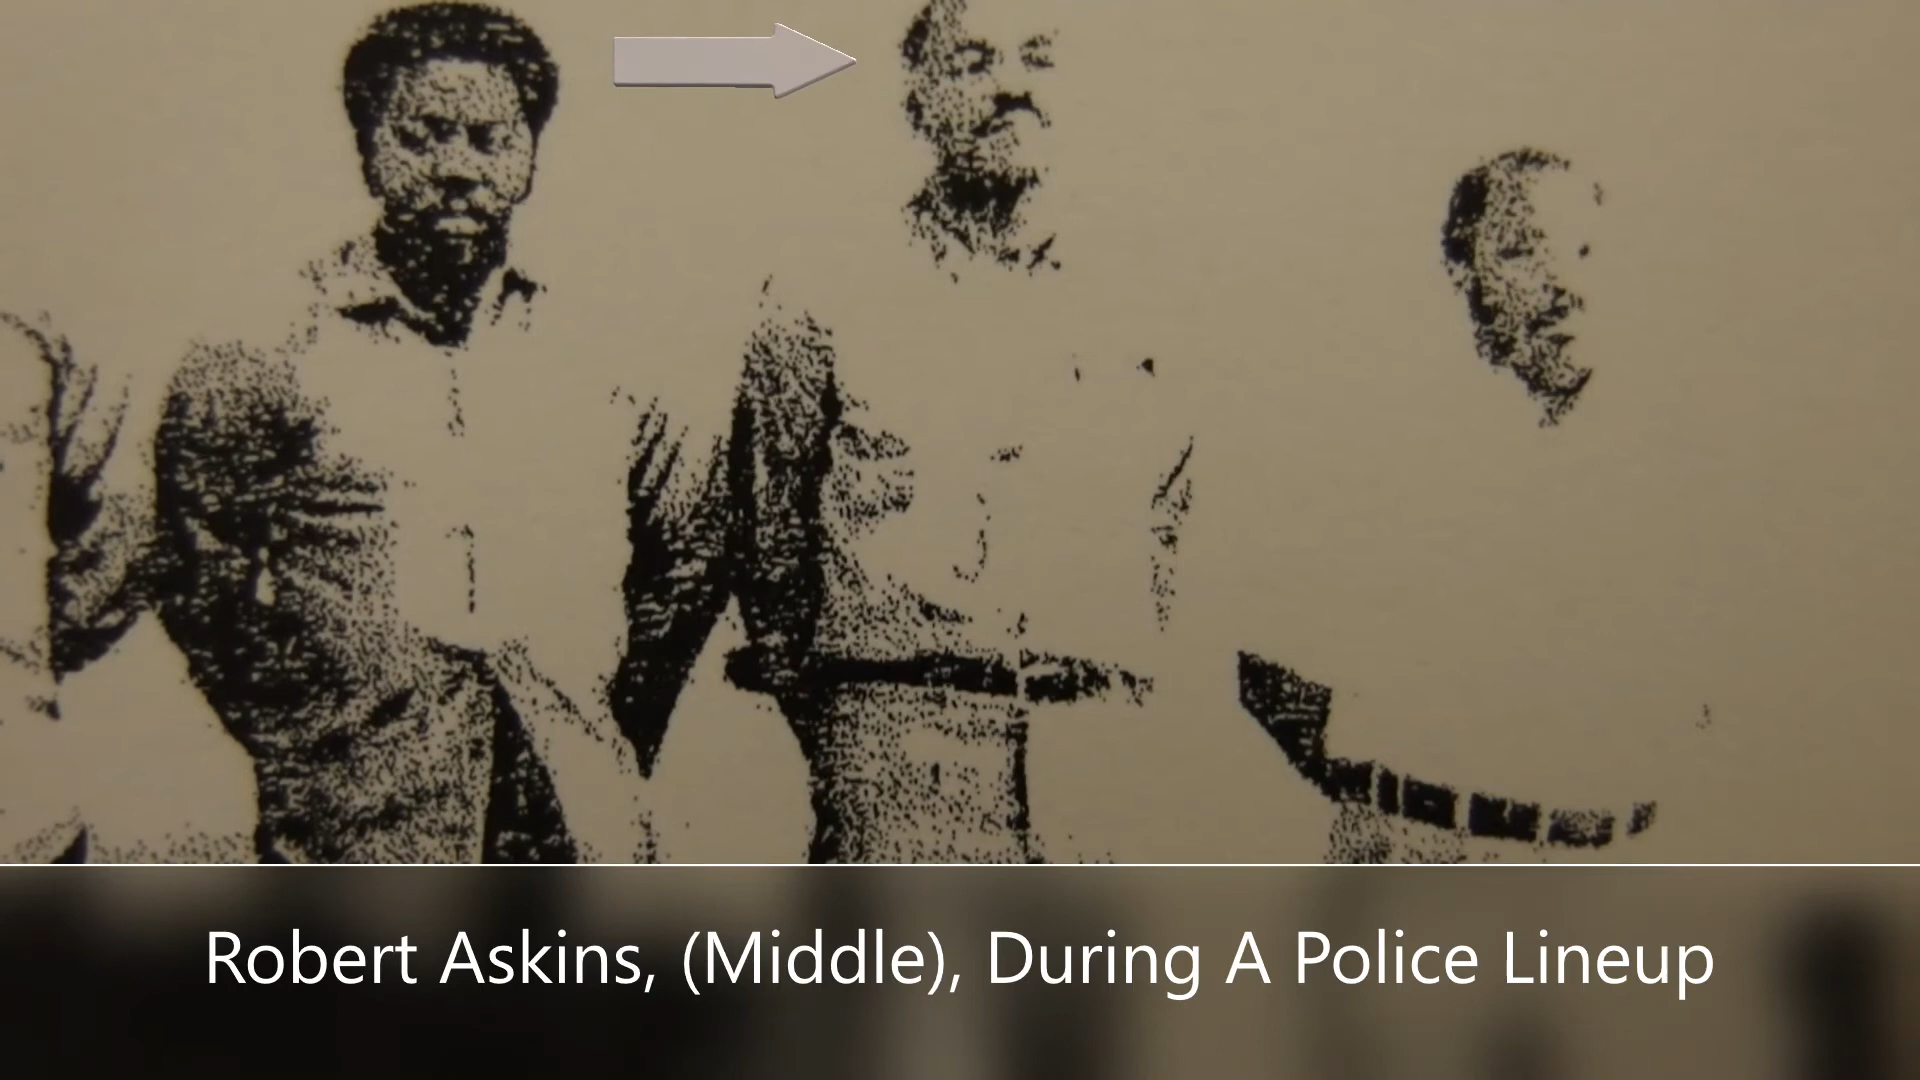 Robert Askins, (Middle), During A Police Lineup